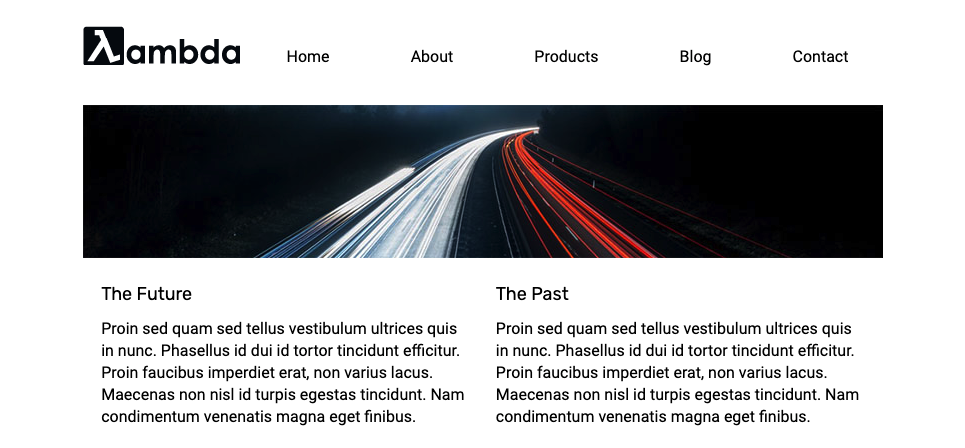 λambda
Home About Products Blog Contact
The Future
Proin sed quam sed tellus vestibulum ultrices quis
in nunc. Phasellus id dui id tortor tincidunt efficitur.
Proin faucibus imperdiet erat, non varius lacus.
Maecenas non nisl id turpis egestas tincidunt. Nam
condimentum venenatis magna eget finibus.
The Past
Proin sed quam sed tellus vestibulum ultrices quis
in nunc. Phasellus id dui id tortor tincidunt efficitur.
Proin faucibus imperdiet erat, non varius lacus.
Maecenas non nisl id turpis egestas tincidunt. Nam
condimentum venenatis magna eget finibus.